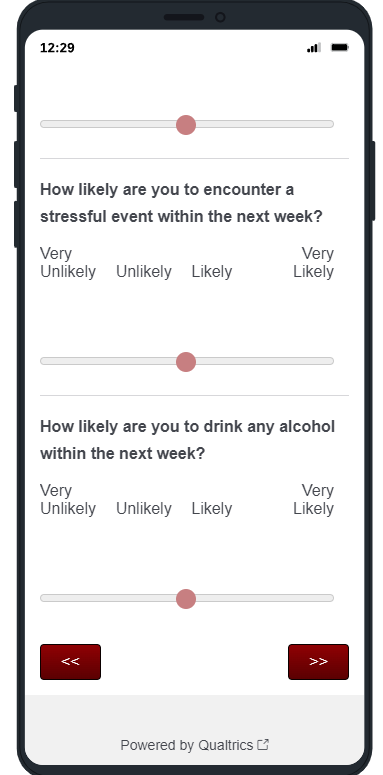 12:29
How likely are you to encounter a
stressful event within the next week?
Very Unlikely Unlikely Likely Very Likely
How likely are you to drink any alcohol
within the next week?
Very Unlikely Unlikely Likely Very Likely
<< >>
Powered by Qualtrics